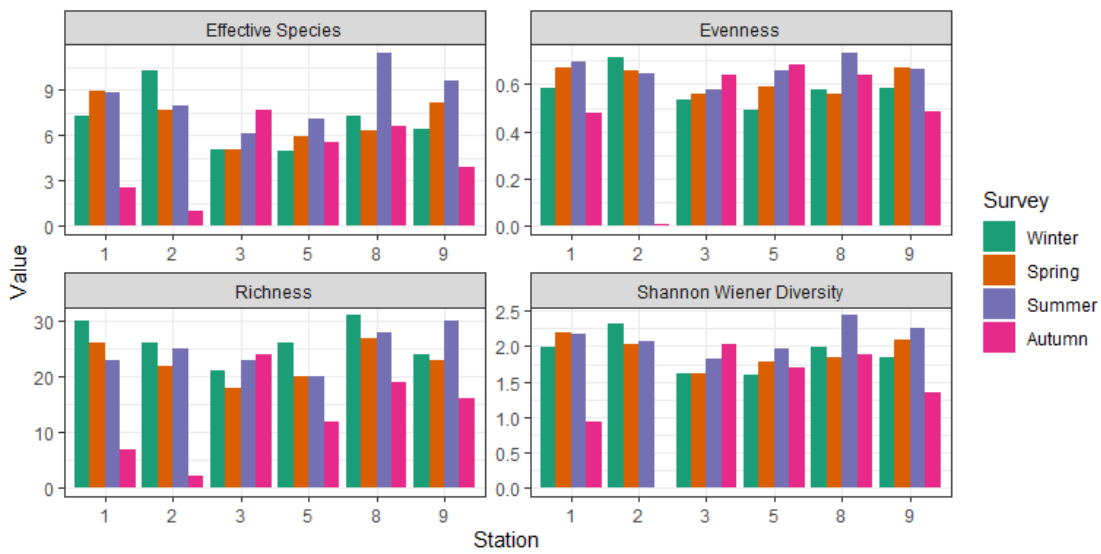 Effective Species
Evenness
9
6
3
0
0.6
0.4
0.2
0.0
1 2 3 5 8 9
1 2 3 5 8 9
Value
Richness
Shannon Wiener Diversity
30
20
10
0
2.5
2.0
1.5
1.0
0.5
0.0
1 2 3 5 8 9
1 2 3 5 8 9
Station
Survey
Winter
Spring
Summer
Autumn